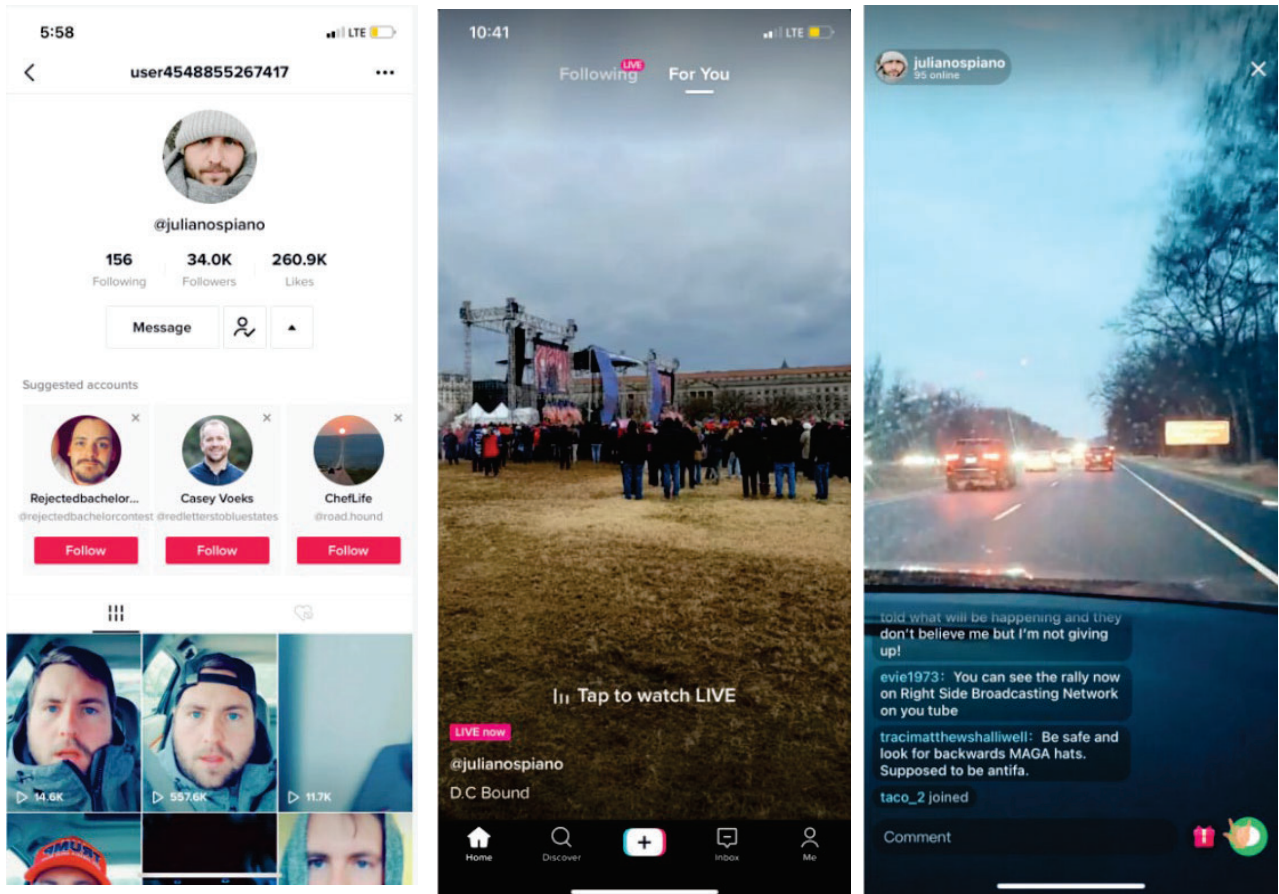 5:58
LTE
user4548855267417
@julianospiano
156
34.0K
260.9K
Following
Followers
Likes
Message
Suggested accounts
Rejectedbachelor...
Casey Voeks
ChefLife
@rejectedbachelorcontest
@redletterstobluestates
@road.hound
Follow
Follow
Follow
14.6K
557.6K
11.7K
TRUMP
10:41
LTE
Following
LIVE
For You
Tap to watch LIVE
LIVE now
@julianospiano
D.C Bound
Home
Discover
Inbox
Me
julianospiano
95 online
told what will be happening and they
don't believe me but I'm not giving
up!
evie1973: You can see the rally now
on Right Side Broadcasting Network
on you tube
tracimatthewshalliwell: Be safe and
look for backwards MAGA hats.
Supposed to be antifa.
taco_2 joined
Comment